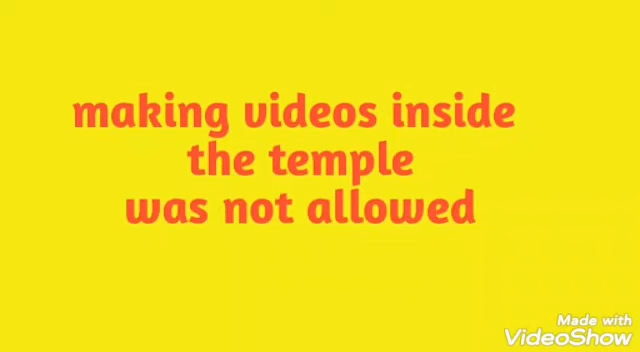 making videos inside
the temple
was not allowed
Made with
VideoShow